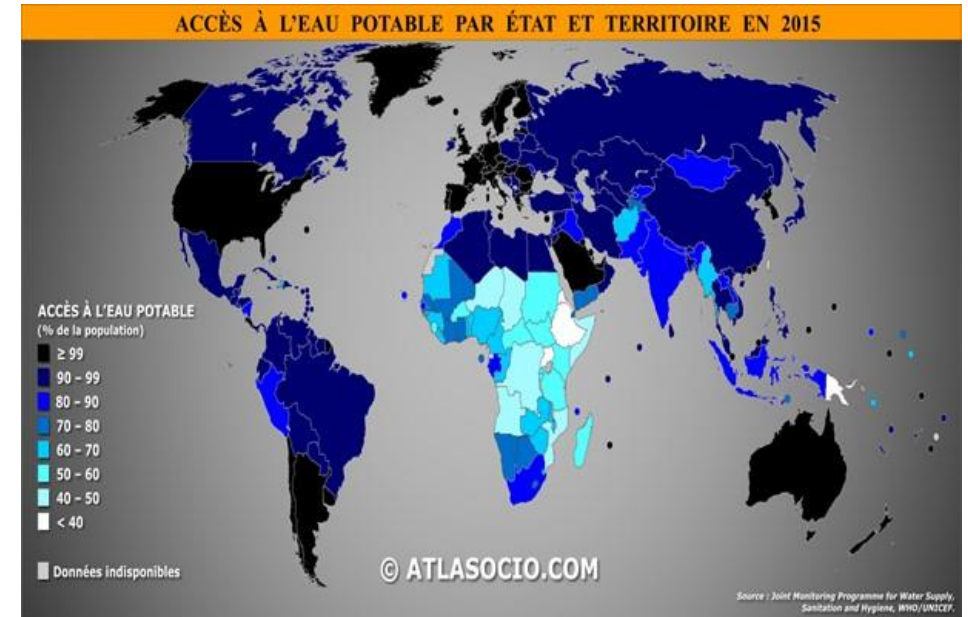 ACCÈS À L'EAU POTABLE PAR ÉTAT ET TERRITOIRE EN 2015
ACCÈS À L'EAU POTABLE
(% de la population)
≥ 99
90 – 99
80 – 90
70 – 80
60 – 70
50 – 60
40 – 50
< 40
Données indisponibles
© ATLASOCIO.COM
Source : Joint Monitoring Programme for Water Supply,
Sanitation and Hygiene, WHO/UNICEF.